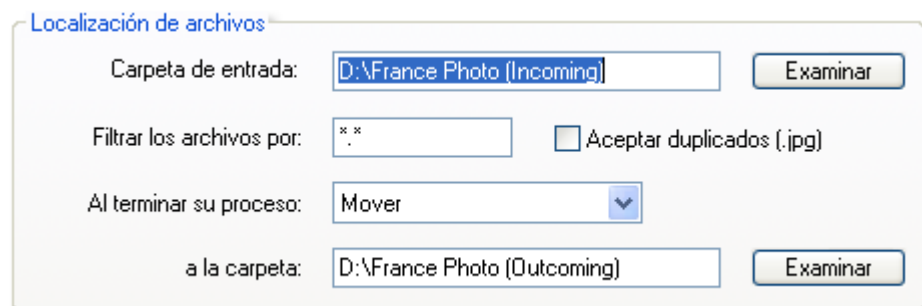 Localización de archivos
Carpeta de entrada: D:\France Photo (Incoming) Examinar
Filtrar los archivos por: *.* Aceptar duplicados (.jpg)
Al terminar su proceso: Mover
a la carpeta: D:\France Photo (Outcoming) Examinar